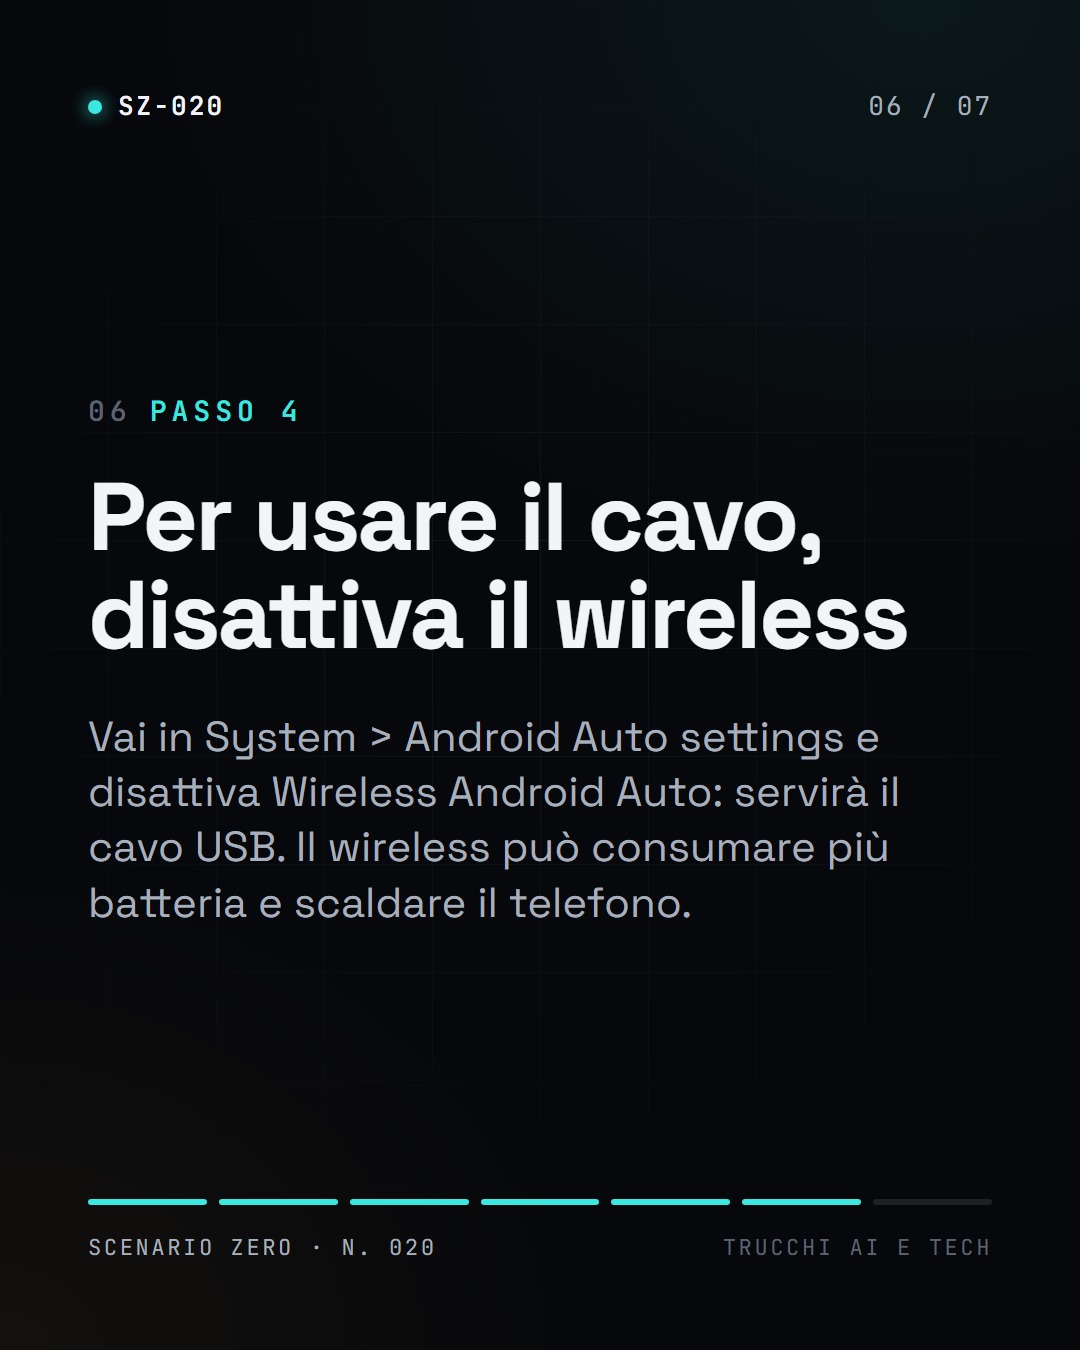 SZ-020
06 / 07
06 PASSO 4
Per usare il cavo,
disattiva il wireless
Vai in System > Android Auto settings e
disattiva Wireless Android Auto: servirà il
cavo USB. Il wireless può consumare più
batteria e scaldare il telefono.
SCENARIO ZERO · N. 020
TRUCCHI AI E TECH